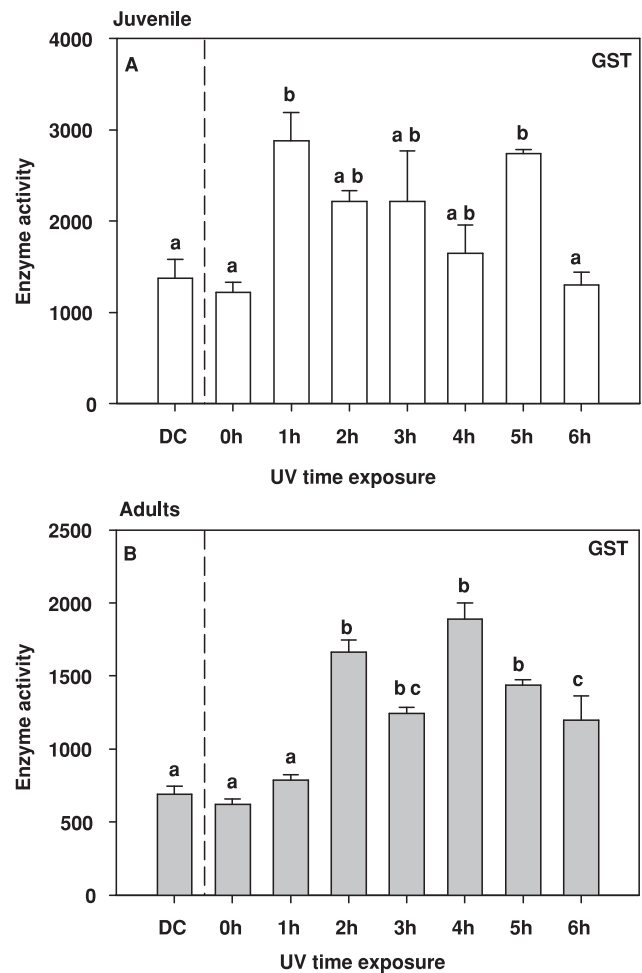 Juvenile
4000
A
GST
b
3000
a b
b
a b
a b
2000
a
a
a
1000
0
Enzyme activity
DC 0h 1h 2h 3h 4h 5h 6h
UV time exposure
Adults
2500
B
GST
2000
b
b
b c
b
c
1500
a
a
a
1000
500
0
Enzyme activity
DC 0h 1h 2h 3h 4h 5h 6h
UV time exposure